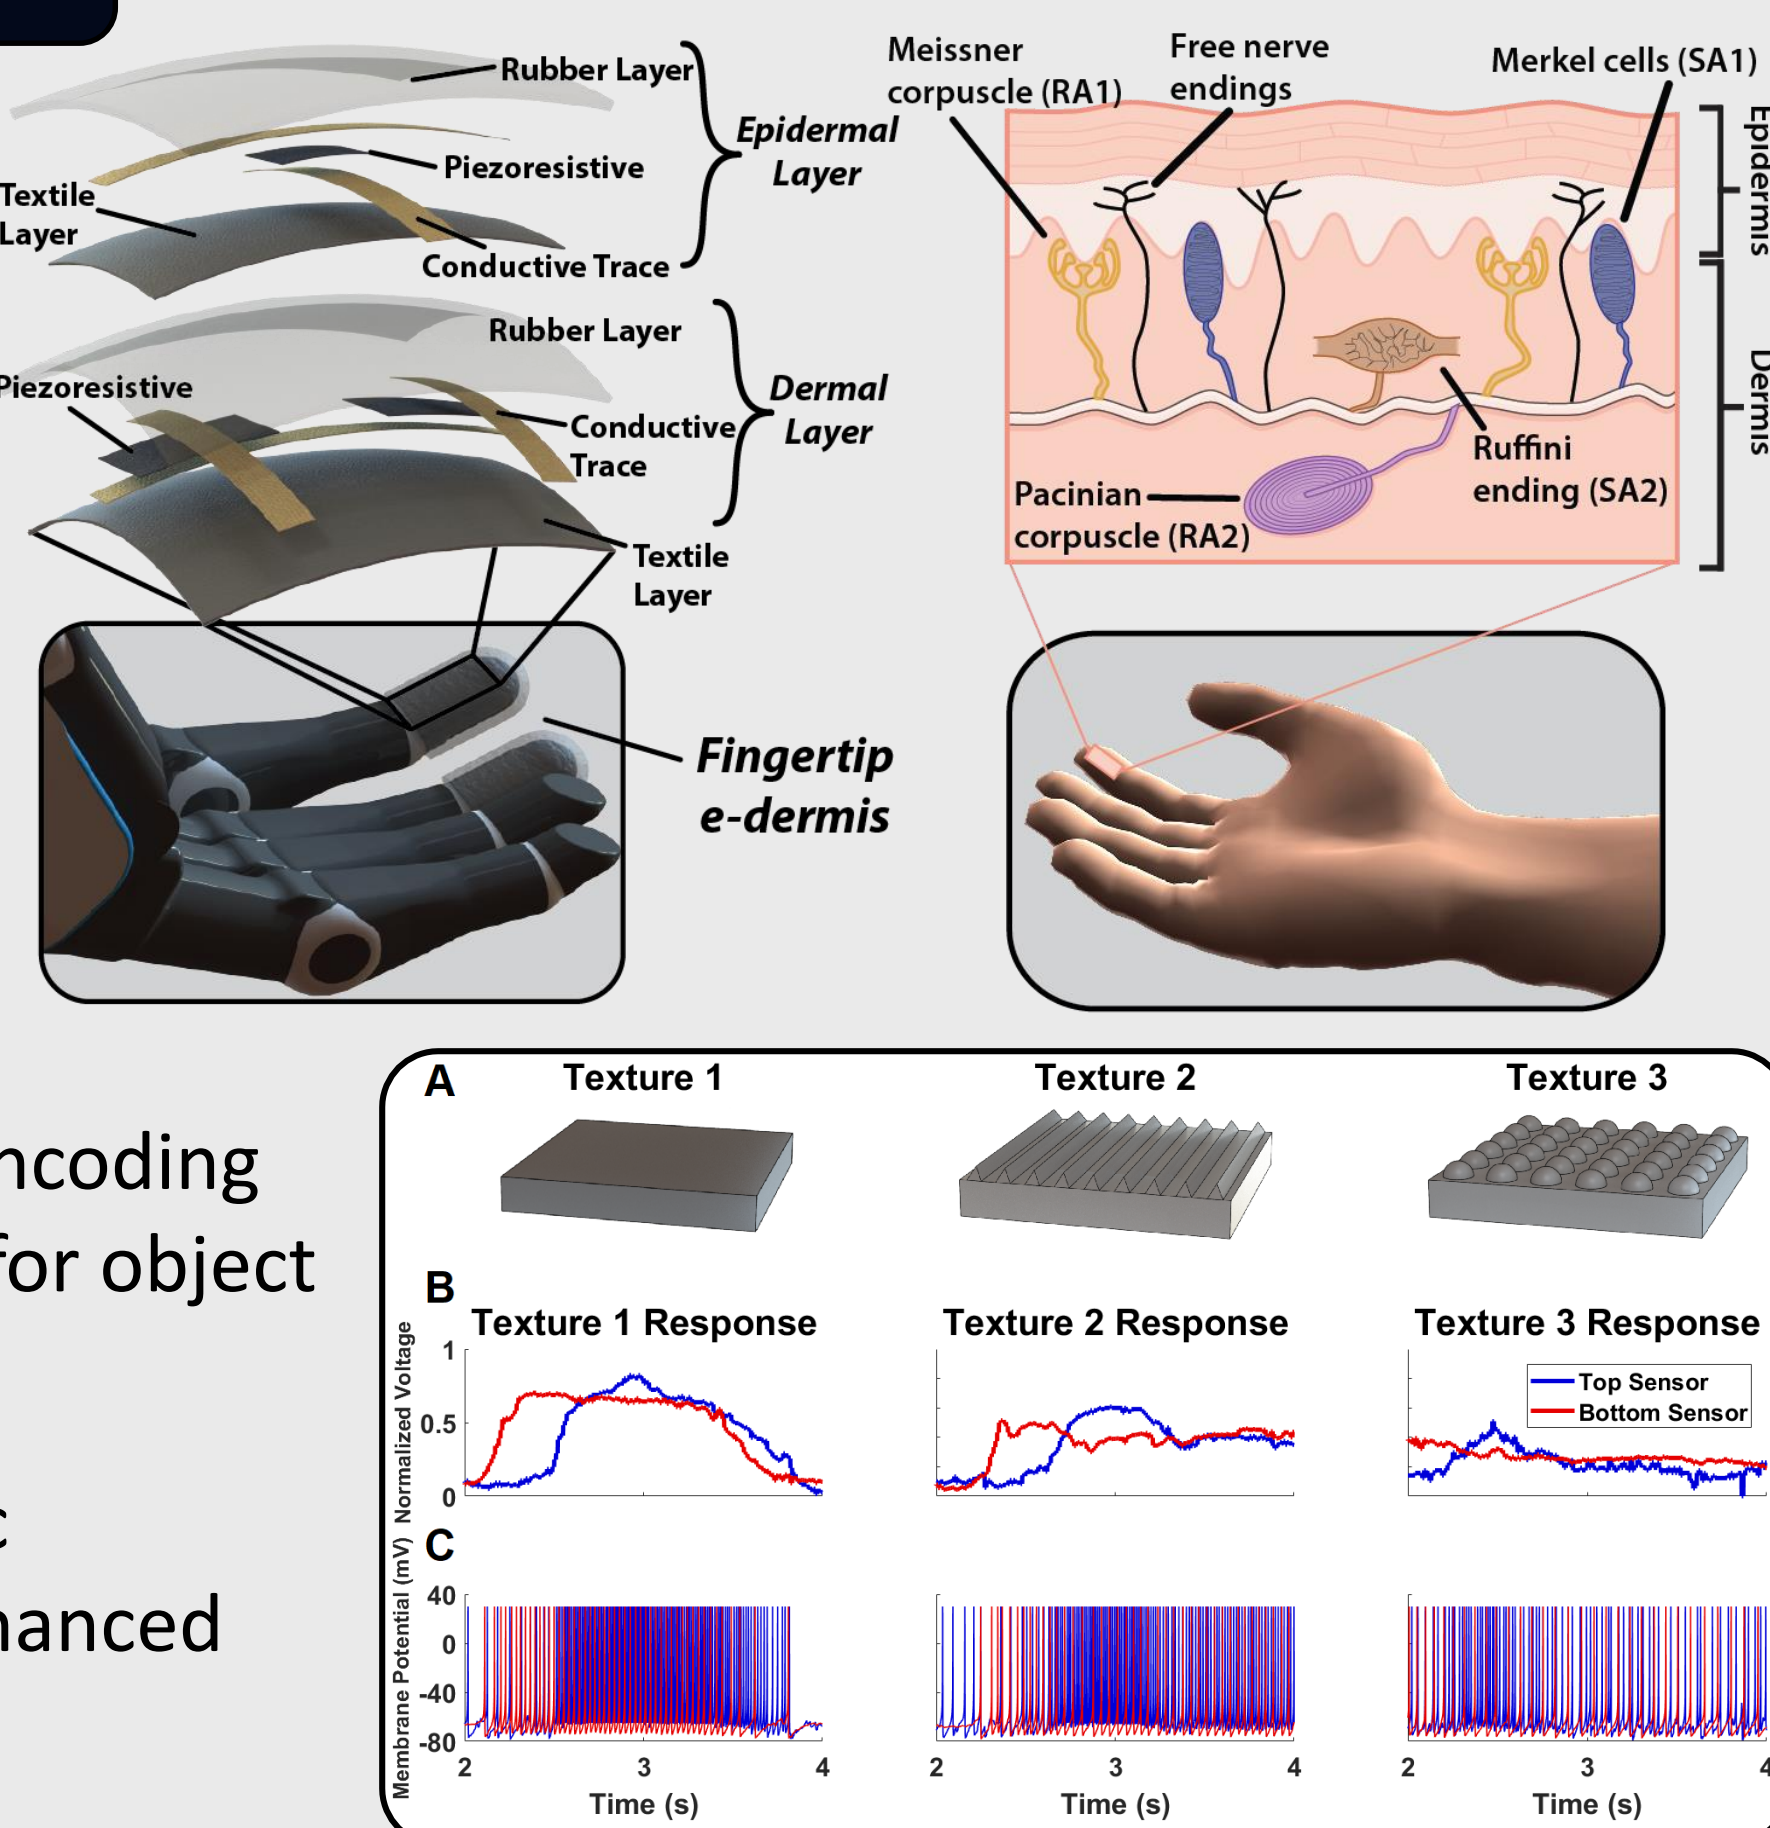 Rubber Layer
Epidermal
Layer
Piezoresistive
Textile
Layer
Conductive Trace
Rubber Layer
Piezoresistive
Dermal
Layer
Conductive
Trace
Textile
Layer
Fingertip
e-dermis
Meissner
corpuscle (RA1)
Free nerve
endings
Merkel cells (SA1)
Epidermis
Dermis
Ruffini
ending (SA2)
Pacinian
corpuscle (RA2)
ncoding
for object
c
hanced
A
Texture 1
Texture 2
Texture 3
B
Texture 1 Response
Texture 2 Response
Texture 3 Response
Normalized Voltage
1
0.5
0
Top Sensor
Bottom Sensor
C
Membrane Potential (mV)
40
0
-40
-80
2
3
4
2
3
4
2
3
4
Time (s)
Time (s)
Time (s)